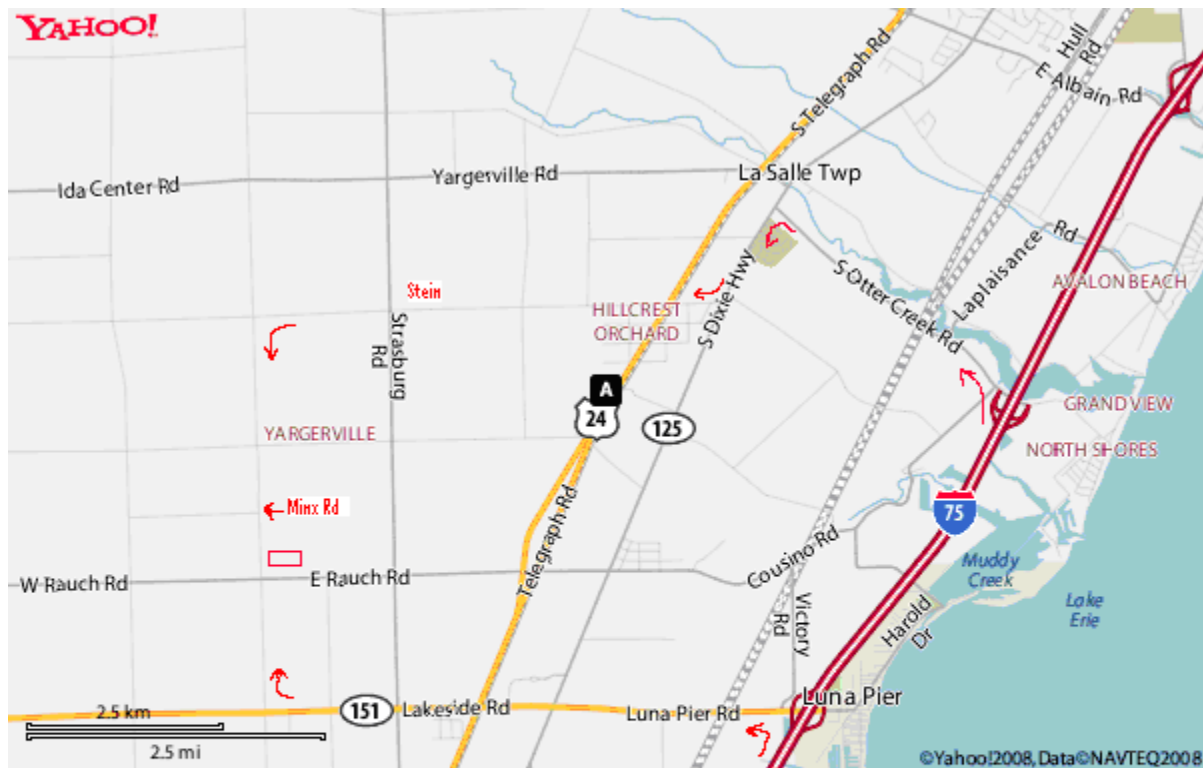 YAHOO!
Hull
Rd
E Albain Rd
S Telegraph Rd
Ida Center Rd
Yargerville Rd
La Salle Twp
Laplaisance Rd
S Dixie Hwy
S Otter Creek Rd
AVALON BEACH
Stein
HILLCREST
ORCHARD
Strasburg
Rd
A
24
125
GRAND VIEW
YARGERVILLE
NORTH SHORES
Minx Rd
75
Telegraph Rd
Cousino Rd
Muddy
Creek
W Rauch Rd
E Rauch Rd
Victory
Rd
Harold
Dr
Lake
Erie
Luna Pier
151
Lakeside Rd
Luna Pier Rd
2.5 km
2.5 mi
©Yahoo!2008, Data©NAVTEQ2008